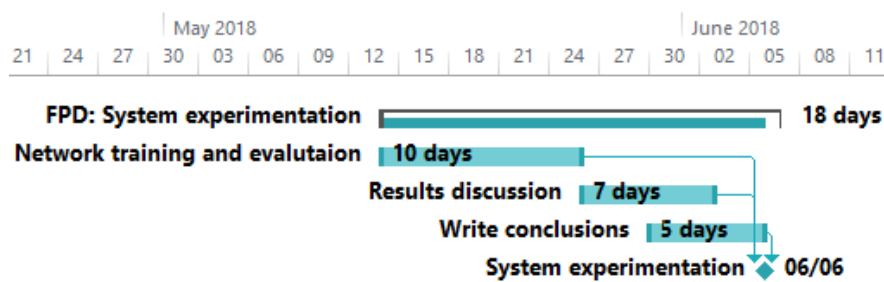 May 2018 June 2018
21 24 27 30 03 06 09 12 15 18 21 24 27 30 02 05 08 11
FPD: System experimentation 18 days
Network training and evalutaion 10 days
Results discussion 7 days
Write conclusions 5 days
System experimentation 06/06